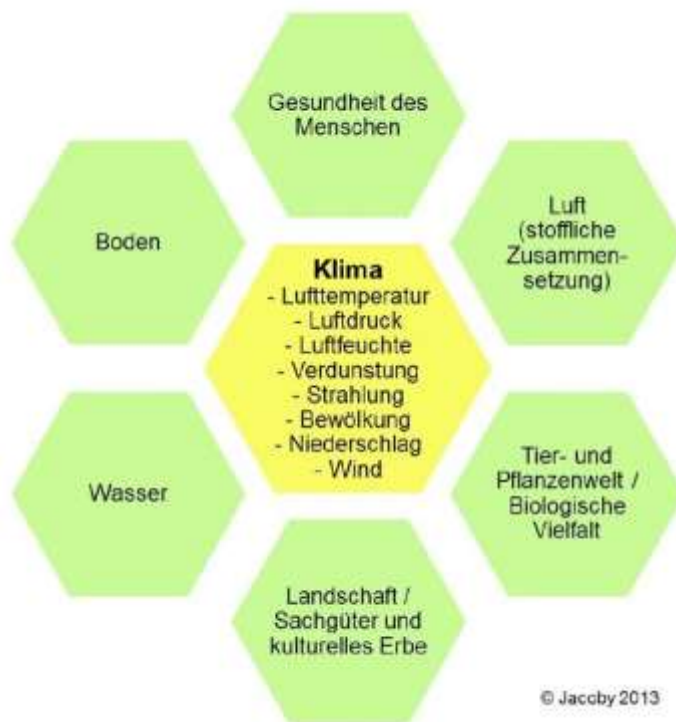 Gesundheit des
Menschen
Luft
(stoffliche
Zusammen-
setzung)
Boden
Klima
- Lufttemperatur
- Luftdruck
- Luftfeuchte
- Verdunstung
- Strahlung
- Bewölkung
- Niederschlag
- Wind
Wasser
Tier- und
Pflanzenwelt /
Biologische
Vielfalt
Landschaft /
Sachgüter und
kulturelles Erbe
© Jacoby 2013